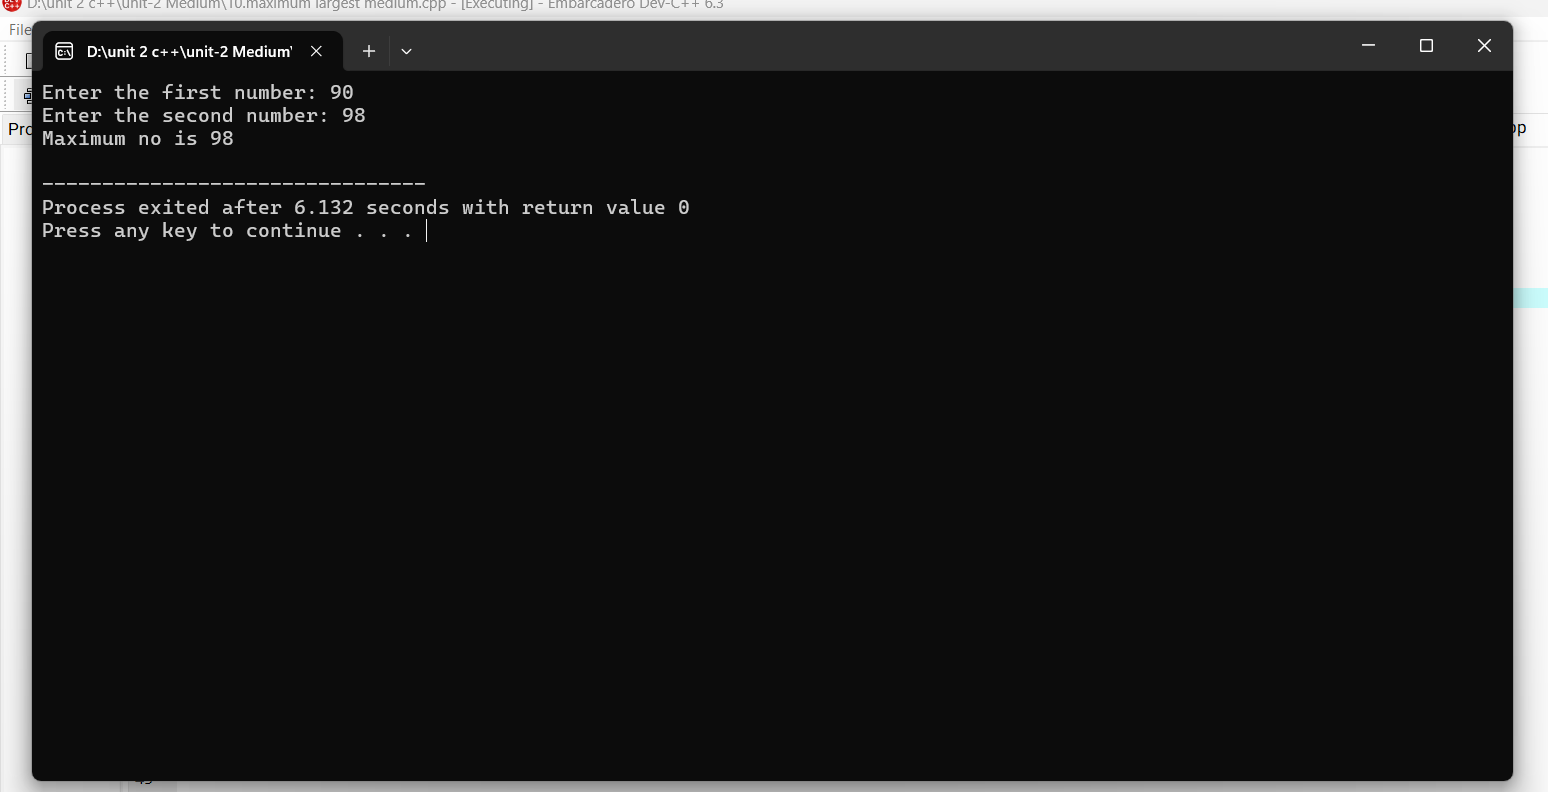 D:\unit 2 c++\unit-2 Medium\10.maximum largest medium.cpp - [Executing] - Embarcadero Dev-C++ 6.3
File
D:\unit 2 c++\unit-2 Medium'
Enter the first number: 90
Enter the second number: 98
Maximum no is 98
--------------------------------
Process exited after 6.132 seconds with return value 0
Press any key to continue . . .